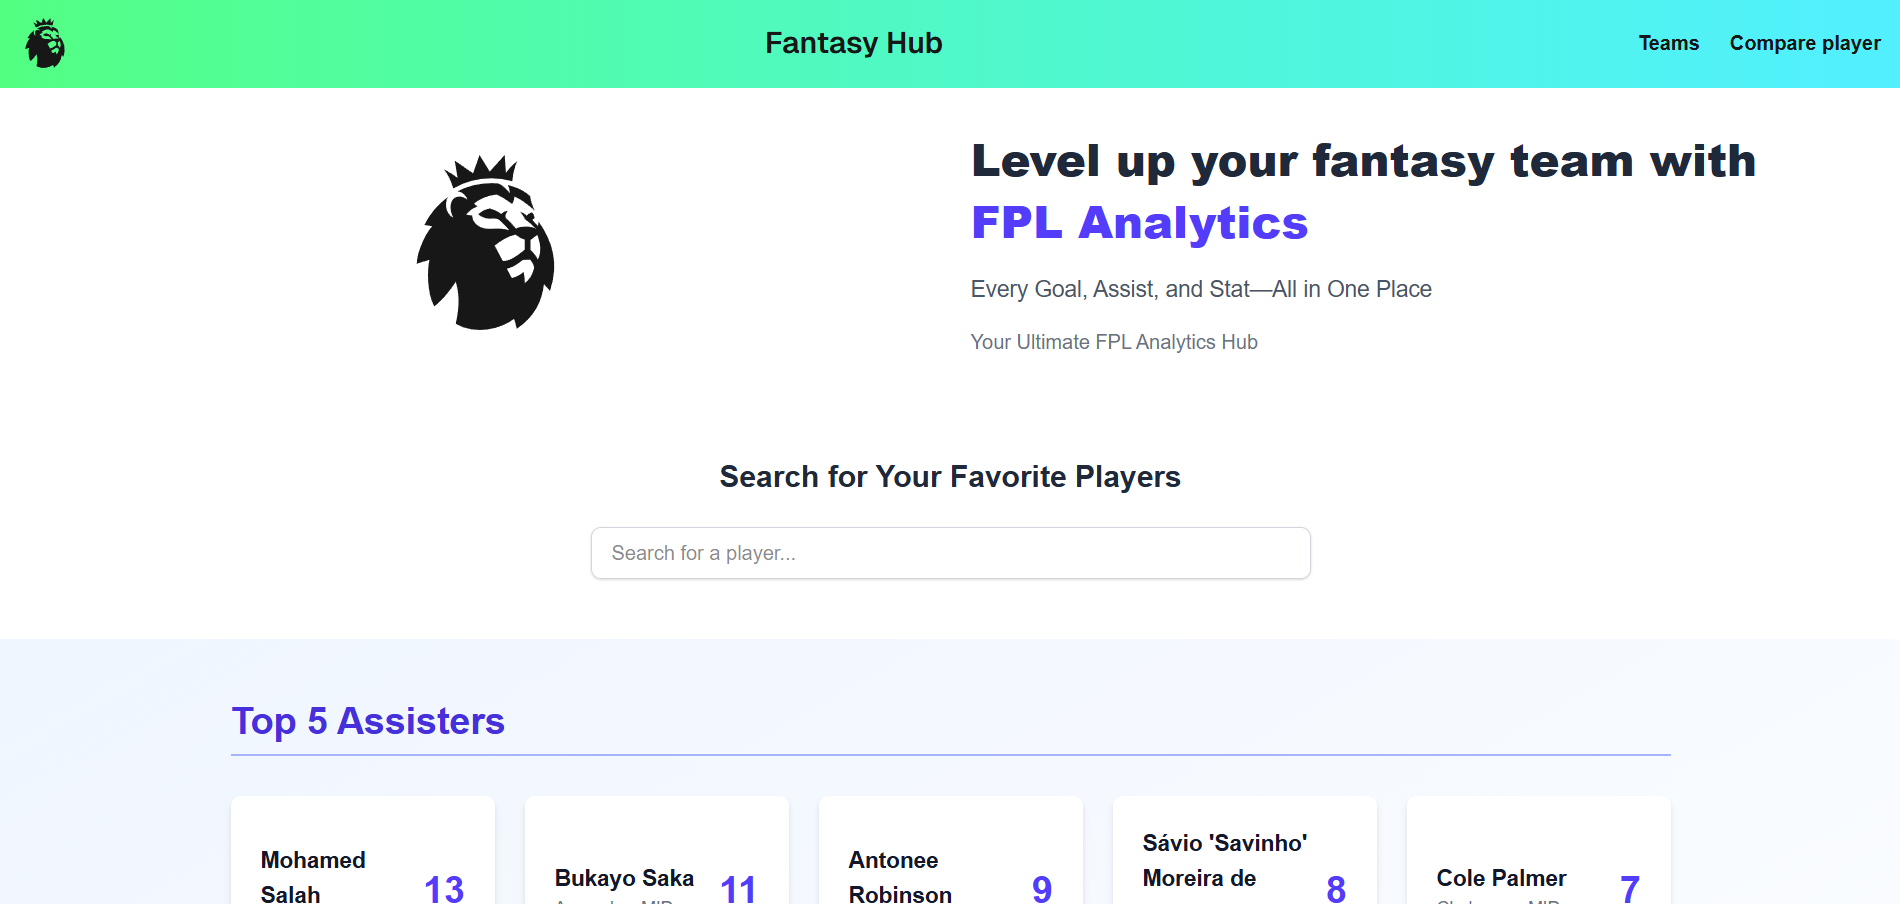 Fantasy Hub
Teams
Compare player
Level up your fantasy team with
FPL Analytics
Every Goal, Assist, and Stat—All in One Place
Your Ultimate FPL Analytics Hub
Search for Your Favorite Players
Search for a player...
Top 5 Assisters
Mohamed
Salah
13
Bukayo Saka
11
Antonee
Robinson
9
Sávio 'Savinho'
Moreira de
8
Cole Palmer
7